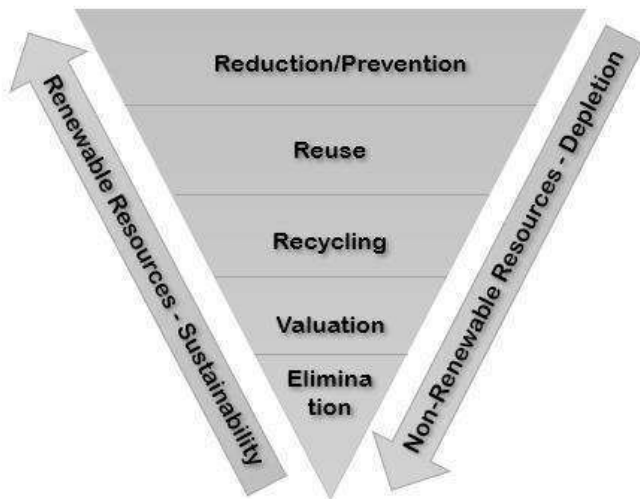 Reduction/Prevention
Reuse
Recycling
Valuation
Elimina
tion
Renewable Resources - Sustainability
Non-Renewable Resources - Depletion